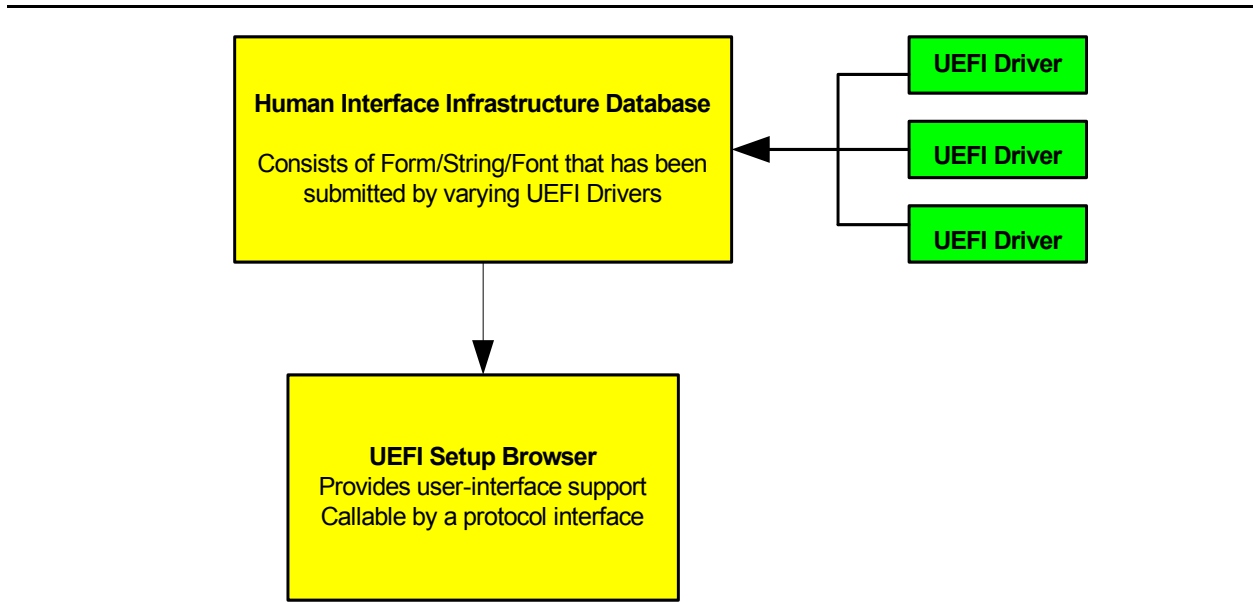 Human Interface Infrastructure Database
Consists of Form/String/Font that has been
submitted by varying UEFI Drivers
UEFI Driver
UEFI Driver
UEFI Driver
UEFI Setup Browser
Provides user-interface support
Callable by a protocol interface